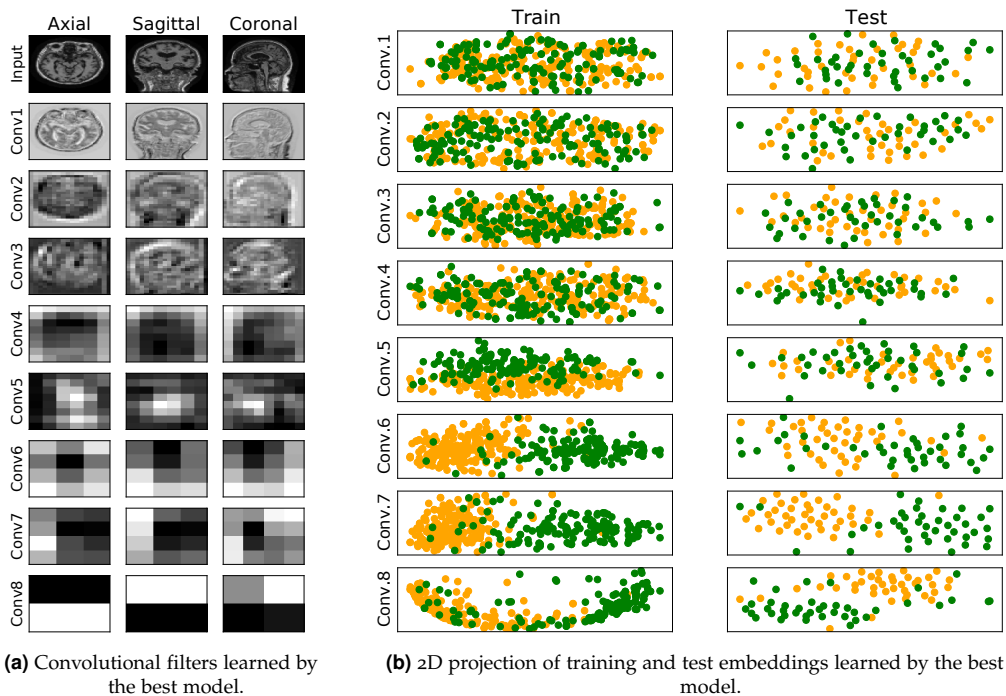 Axial Sagittal Coronal
Input
Conv1
Conv2
Conv3
Conv4
Conv5
Conv6
Conv7
Conv8
(a) Convolutional filters learned by
the best model.
Train Test
Conv.1
Conv.2
Conv.3
Conv.4
Conv.5
Conv.6
Conv.7
Conv.8
(b) 2D projection of training and test embeddings learned by the best
model.